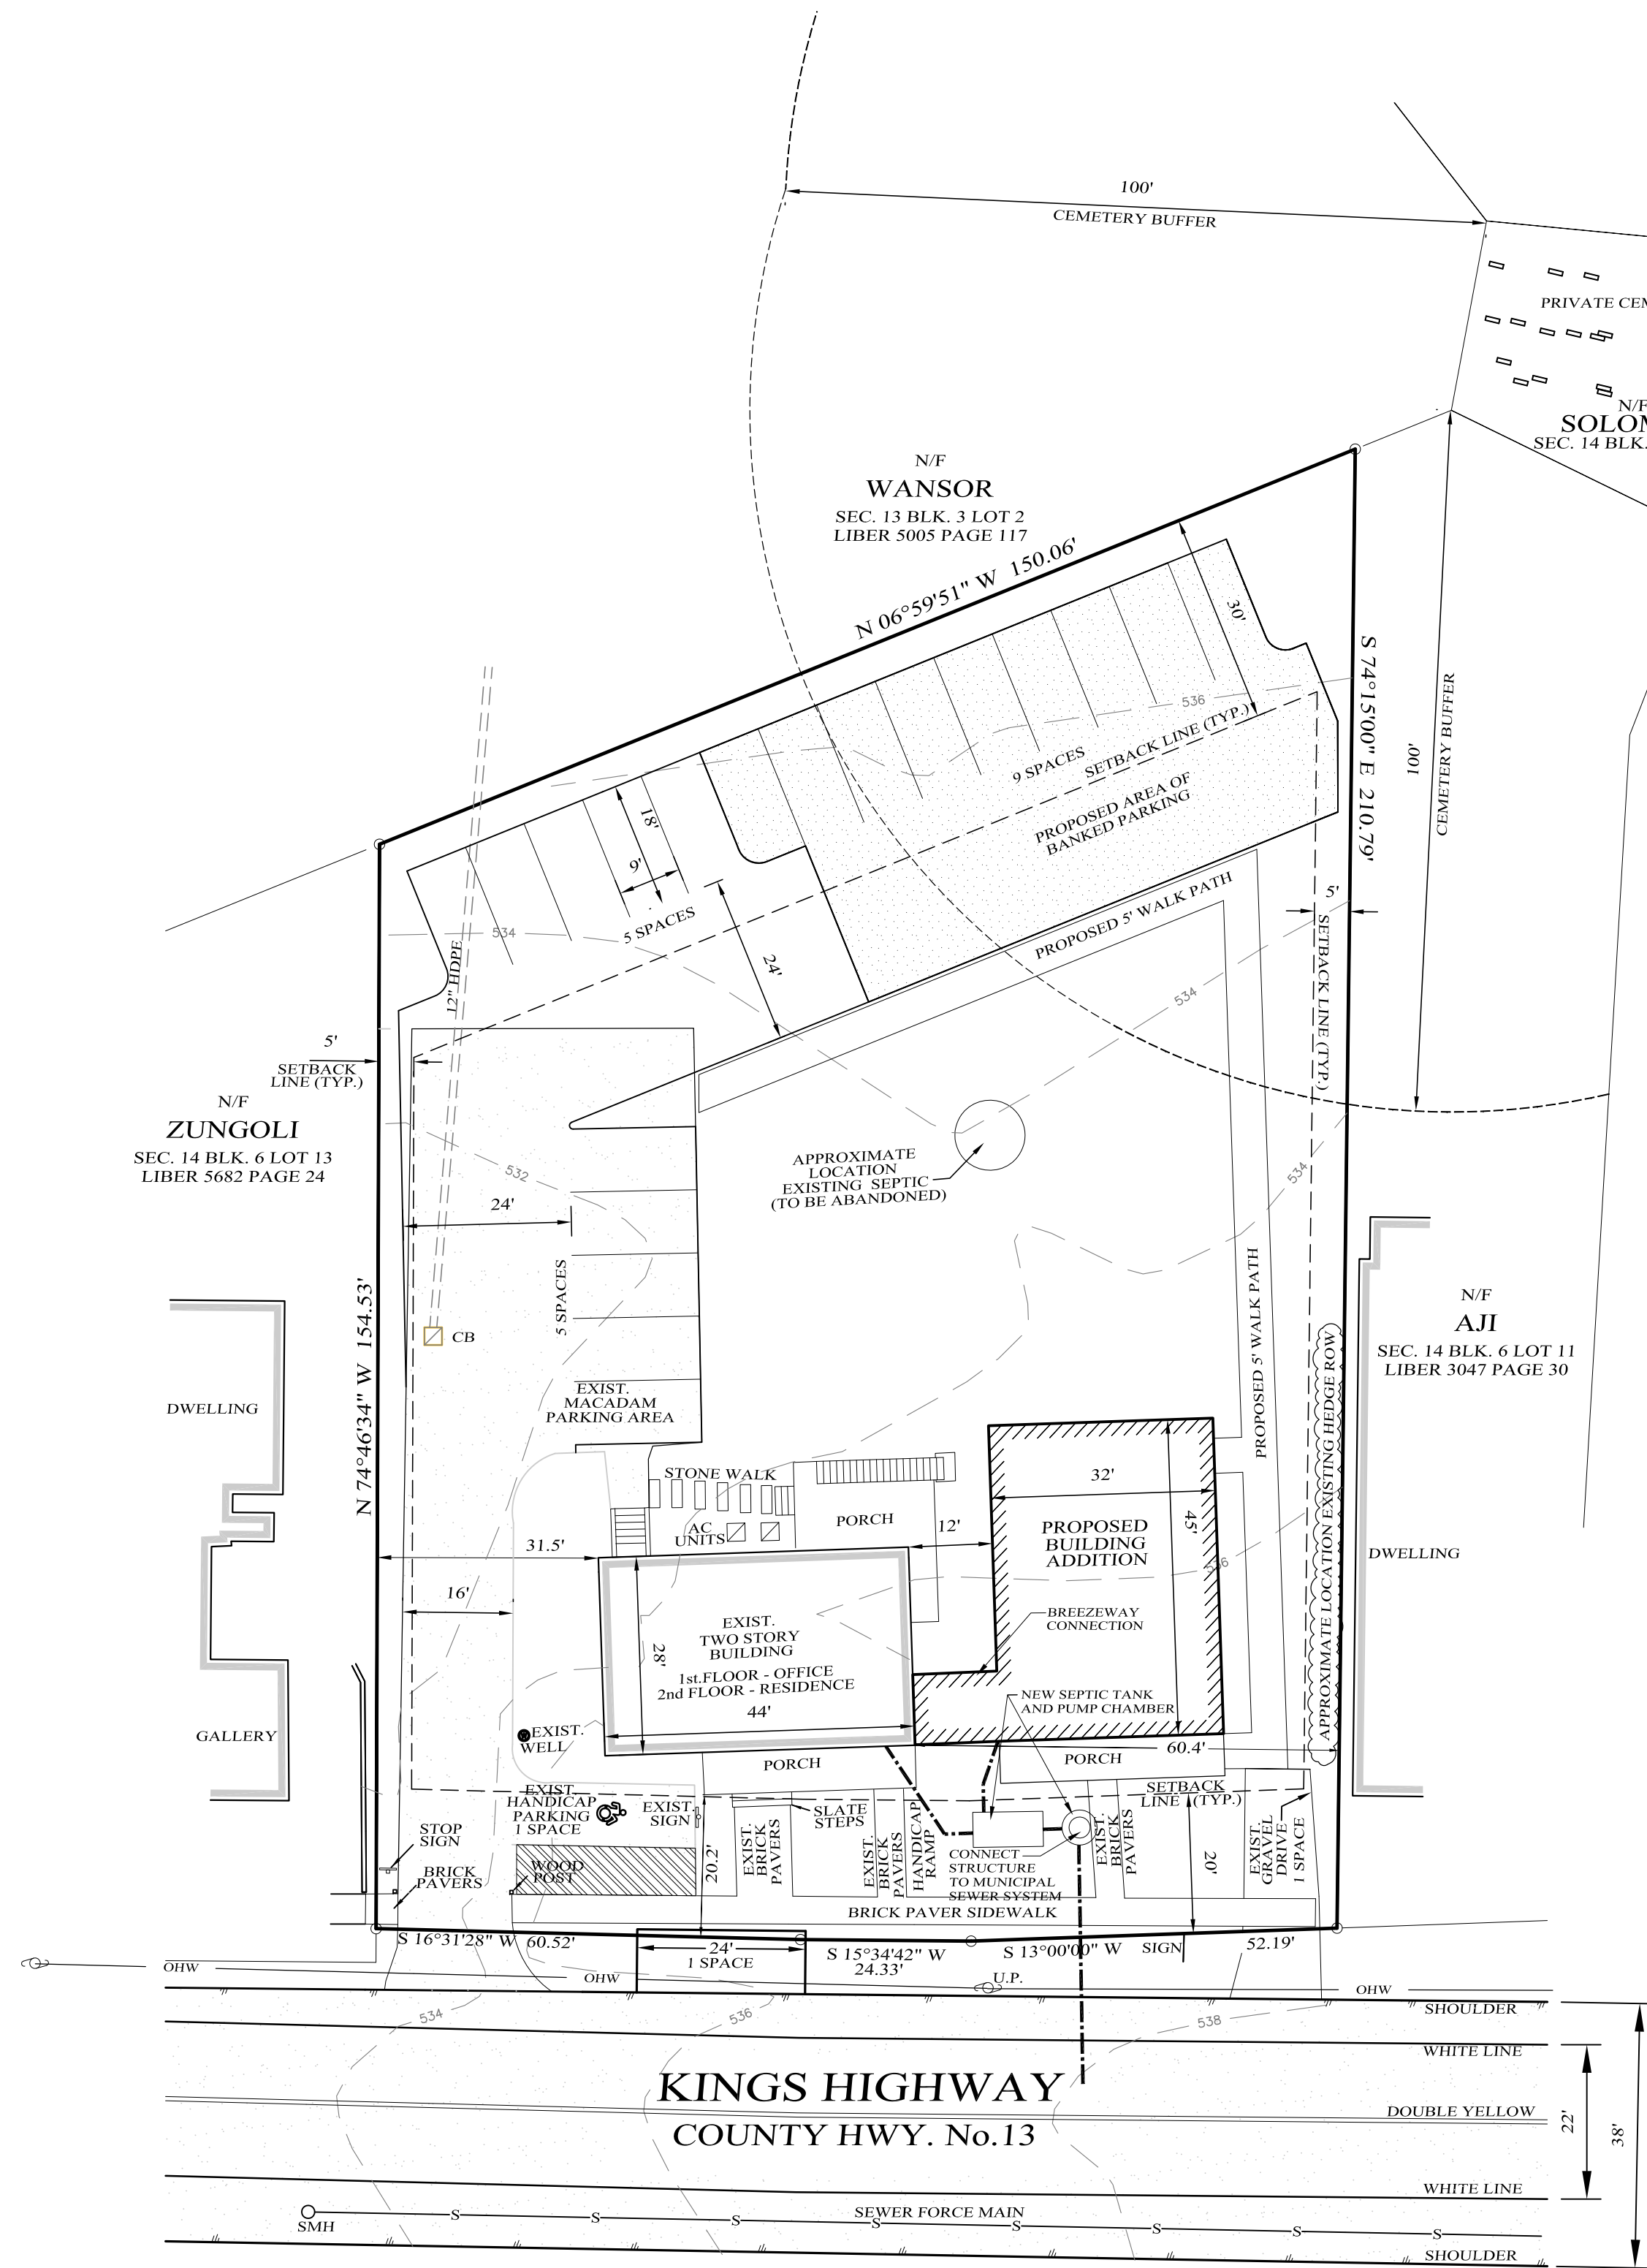 100'
CEMETERY BUFFER
PRIVATE CEM
N/F
SOLOM
SEC. 14 BLK.
N/F
WANSOR
SEC. 13 BLK. 3 LOT 2
LIBER 5005 PAGE 117
N 06°59'51" W 150.06'
30'
S 74°15'00" E 210.79'
536
SETBACK LINE (TYP.)
9 SPACES
PROPOSED AREA OF
BANKED PARKING
100'
CEMETERY BUFFER
18'
9'
5 SPACES
PROPOSED 5' WALK PATH
5'
SETBACK LINE (TYP.)
534
12" HDPE
24'
534
5'
SETBACK
LINE (TYP.)
N/F
ZUNGOLI
SEC. 14 BLK. 6 LOT 13
LIBER 5682 PAGE 24
532
APPROXIMATE
LOCATION
EXISTING SEPTIC
(TO BE ABANDONED)
534
24'
5 SPACES
N 74°46'34" W 154.53'
CB
PROPOSED 5' WALK PATH
N/F
AJI
SEC. 14 BLK. 6 LOT 11
LIBER 3047 PAGE 30
APPROXIMATE LOCATION EXISTING HEDGE ROW
DWELLING
EXIST.
MACADAM
PARKING AREA
STONE WALK
AC
UNITS
PORCH
12'
32'
45'
PROPOSED
BUILDING
ADDITION
536
DWELLING
31.5'
16'
EXIST.
TWO STORY
BUILDING
1st.FLOOR - OFFICE
2nd FLOOR - RESIDENCE
28'
44'
BREEZEWAY
CONNECTION
NEW SEPTIC TANK
AND PUMP CHAMBER
GALLERY
EXIST.
WELL
PORCH
PORCH
60.4'
SETBACK
LINE (TYP.)
EXIST.
HANDICAP
PARKING
1 SPACE
EXIST.
SIGN
SLATE
STEPS
STOP
SIGN
BRICK
PAVERS
WOOD
POST
20.2'
EXIST.
BRICK
PAVERS
EXIST.
BRICK
PAVERS
HANDICAP
RAMP
CONNECT
STRUCTURE
TO MUNICIPAL
SEWER SYSTEM
EXIST.
BRICK
PAVERS
20'
EXIST.
GRAVEL
DRIVE
1 SPACE
BRICK PAVER SIDEWALK
S 16°31'28" W 60.52'
24'
1 SPACE
S 15°34'42" W
24.33'
S 13°00'00" W
SIGN
52.19'
OHW
OHW
U.P.
OHW
SHOULDER
534
536
538
WHITE LINE
KINGS HIGHWAY
COUNTY HWY. No.13
DOUBLE YELLOW
22'
38'
WHITE LINE
SMH
SEWER FORCE MAIN
S S S S S S S S
SHOULDER